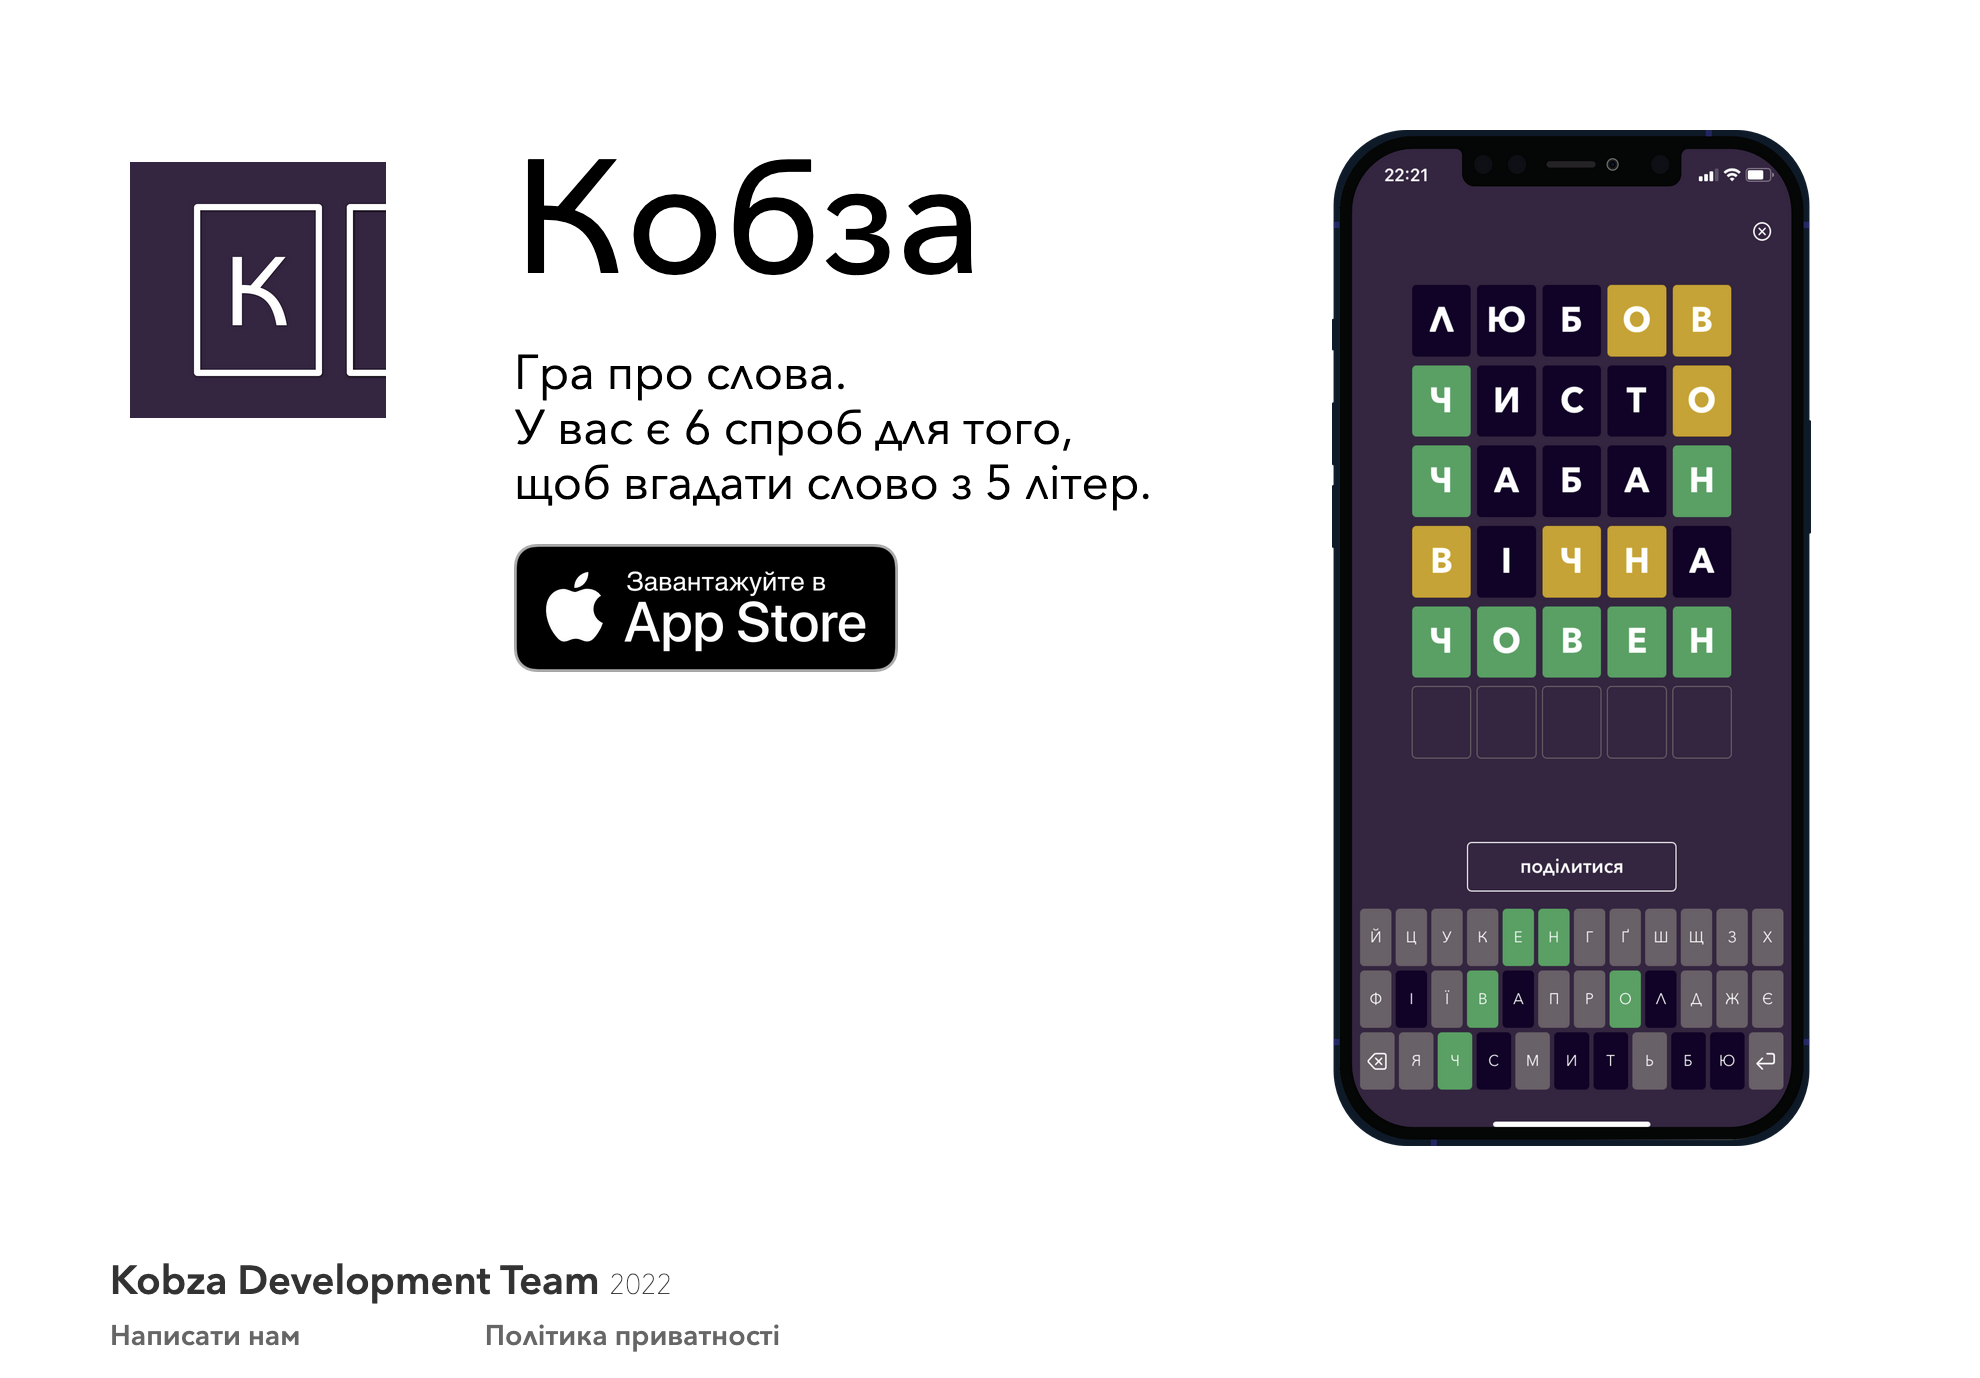 К
Кобза
Гра про слова.
У вас є 6 спроб для того,
щоб вгадати слово з 5 літер.
Завантажуйте в
App Store
22:21
Л Ю Б О В
Ч И С Т О
Ч А Б А Н
В І Ч Н А
Ч О В Е Н
поділитися
Й Ц У К Е Н Г Ґ Ш Щ З Х
Ф І Ї В А П Р О Л Д Ж Є
Я Ч С М И Т Ь Б Ю
Kobza Development Team 2022
Написати нам
Політика приватності